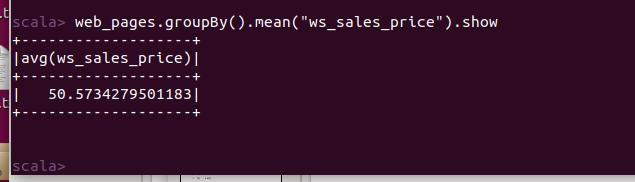 scala> web_pages.groupBy().mean("ws_sales_price").show
+------------------+
|avg(ws_sales_price)|
+------------------+
|   50.5734279501183|
+------------------+
scala>